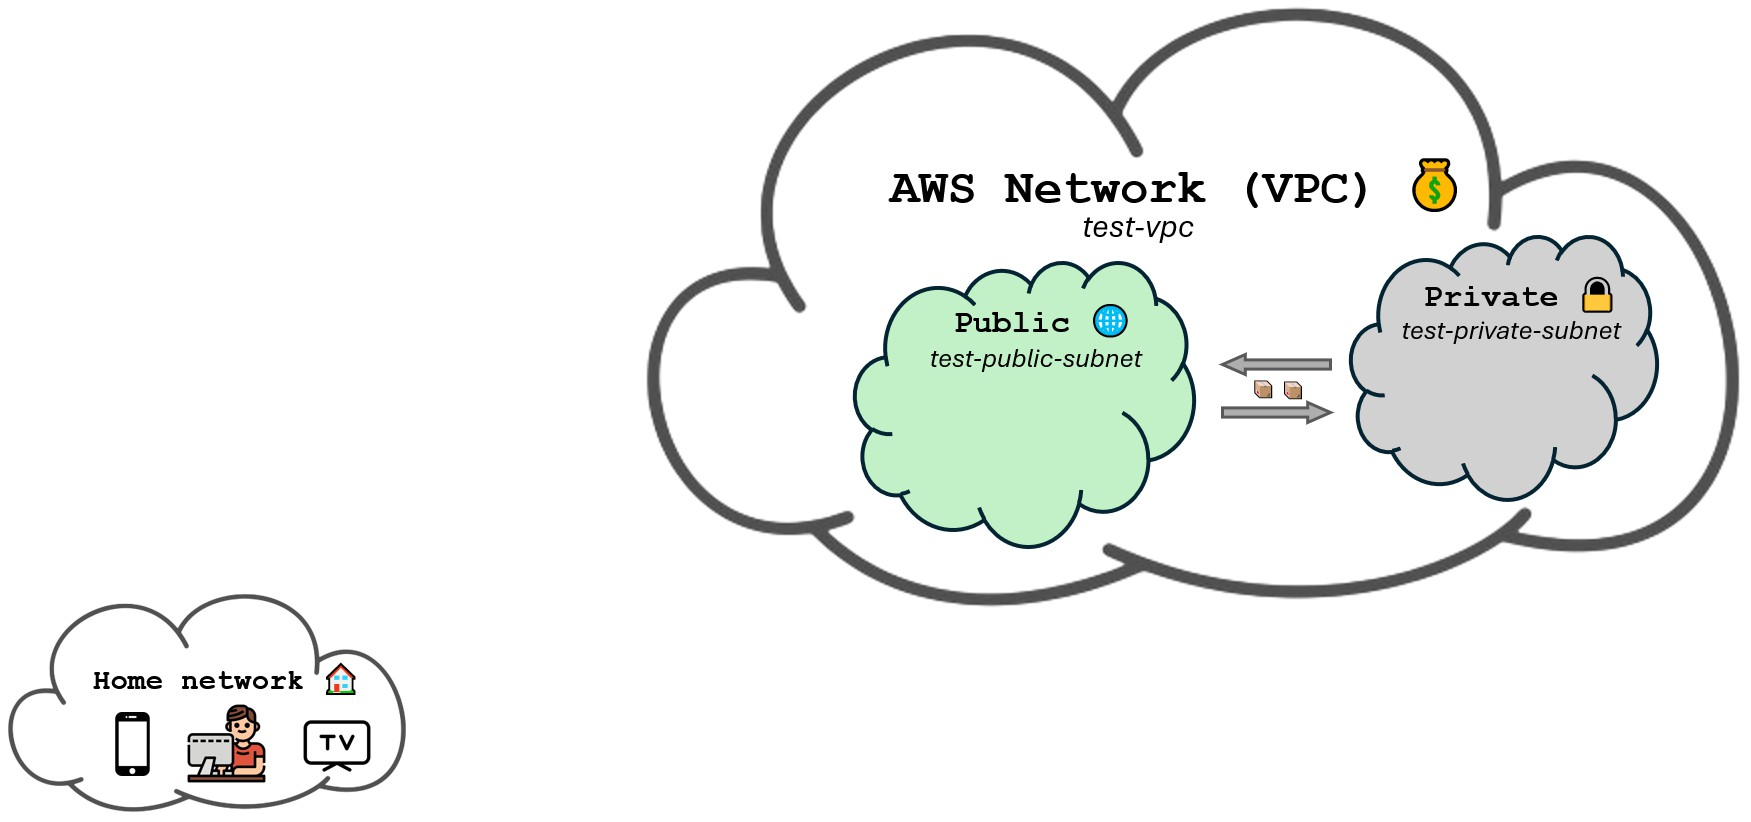 AWS Network (VPC)
test-vpc
Public
test-public-subnet
Private
test-private-subnet
Home network
TV